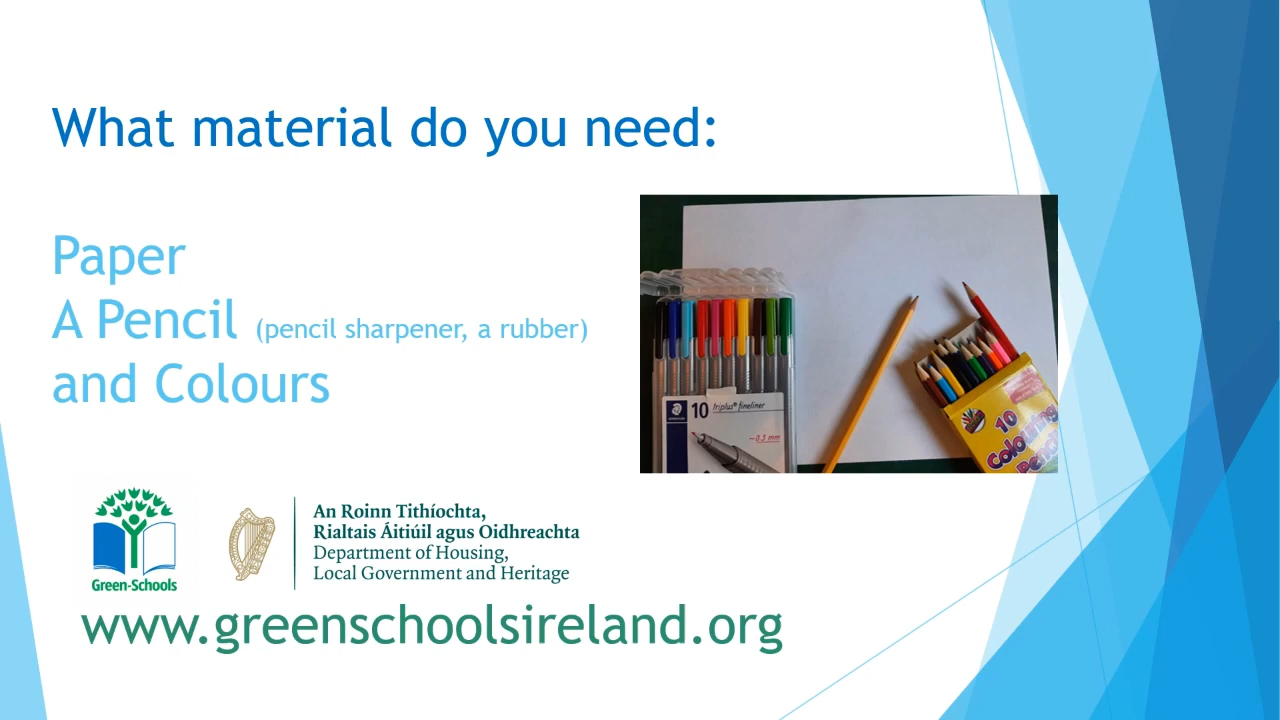 What material do you need:
Paper
A Pencil (pencil sharpener, a rubber)
and Colours
10 triplus® fineliner
~0.3 mm
STAEDTLER
10
Colouring
Penc
Green-Schools
An Roinn Tithíochta,
Rialtais Áitiúil agus Oidhreachta
Department of Housing,
Local Government and Heritage
www.greenschoolsireland.org